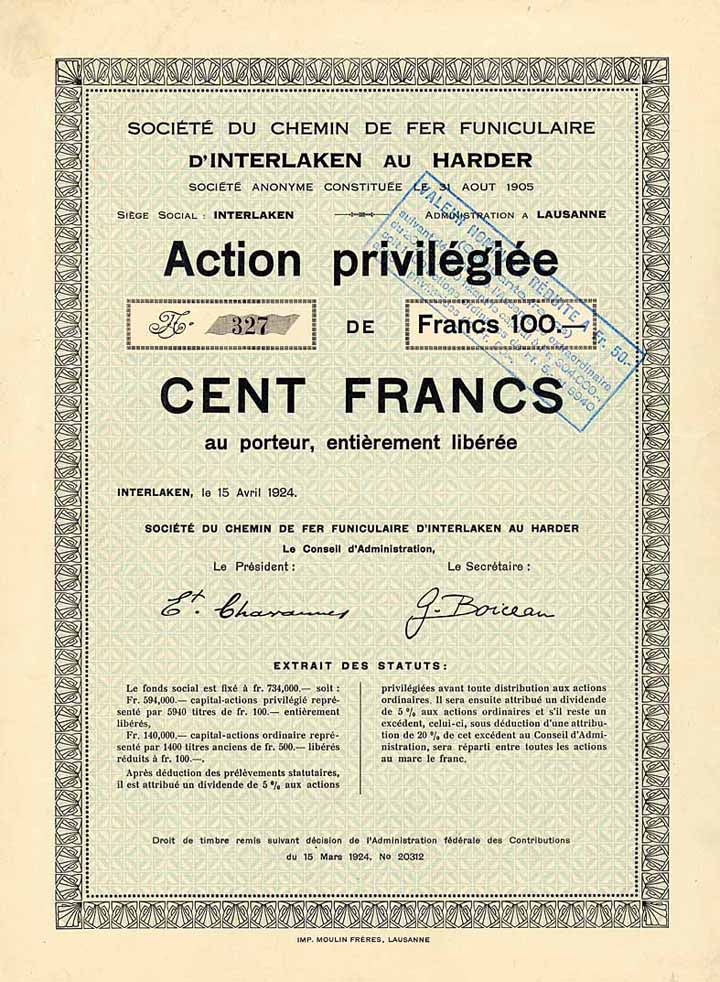 SOCIÉTÉ DU CHEMIN DE FER FUNICULAIRE
D'INTERLAKEN AU HARDER
SOCIÉTÉ ANONYME CONSTITUÉE LE 31 AOUT 1905
SIÈGE SOCIAL : INTERLAKEN
ADMINISTRATION A LAUSANNE
Action privilégiée
327
DE
Francs 100.—
CENT FRANCS
au porteur, entièrement libérée
INTERLAKEN, le 15 Avril 1924.
SOCIÉTÉ DU CHEMIN DE FER FUNICULAIRE D'INTERLAKEN AU HARDER
Le Conseil d'Administration,
Le Président :
Le Secrétaire :
Et. Chavannes
G. Boiceau
EXTRAIT DES STATUTS :
Le fonds social est fixé à fr. 734,000.— soit :
Fr. 594,000.— capital-actions privilégié repré-
senté par 5940 titres de fr. 100.— entièrement
libérés,
Fr. 140,000.— capital-actions ordinaire repré-
senté par 1400 titres anciens de fr. 500.— libérés
réduits à fr. 100.—.
Après déduction des prélèvements statutaires,
il est attribué un dividende de 5 % aux actions
privilégiées avant toute distribution aux actions
ordinaires. Il sera ensuite attribué un dividende
de 5 % aux actions ordinaires et s'il reste un
excédent, celui-ci, sous déduction d'une attribu-
tion de 20 % de cet excédent au Conseil d'Admi-
nistration, sera réparti entre toutes les actions
au marc le franc.
Droit de timbre remis suivant décision de l'Administration fédérale des Contributions
du 15 Mars 1924. No 20312
IMP. MOULIN FRÈRES, LAUSANNE
VALEUR RÉDUITE A Fr. 50.-
suivant extraordinaire